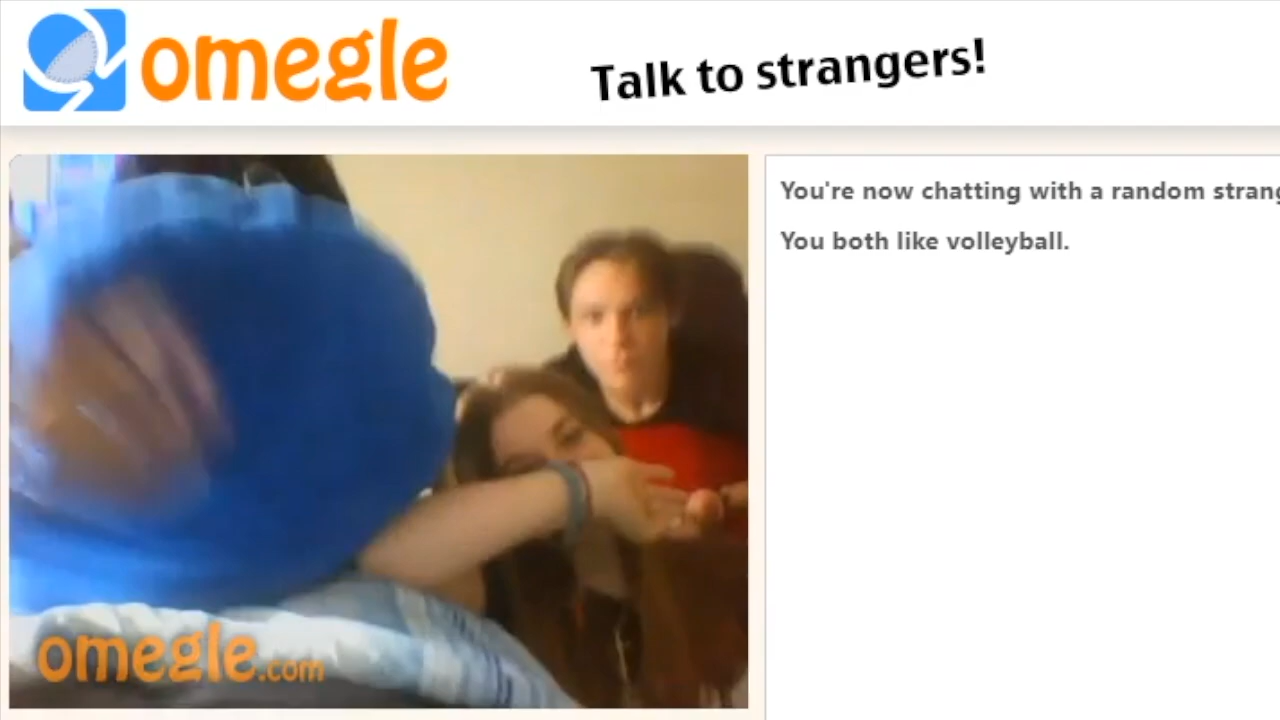 omegle
Talk to strangers!
You're now chatting with a random strang
You both like volleyball.
omegle.com